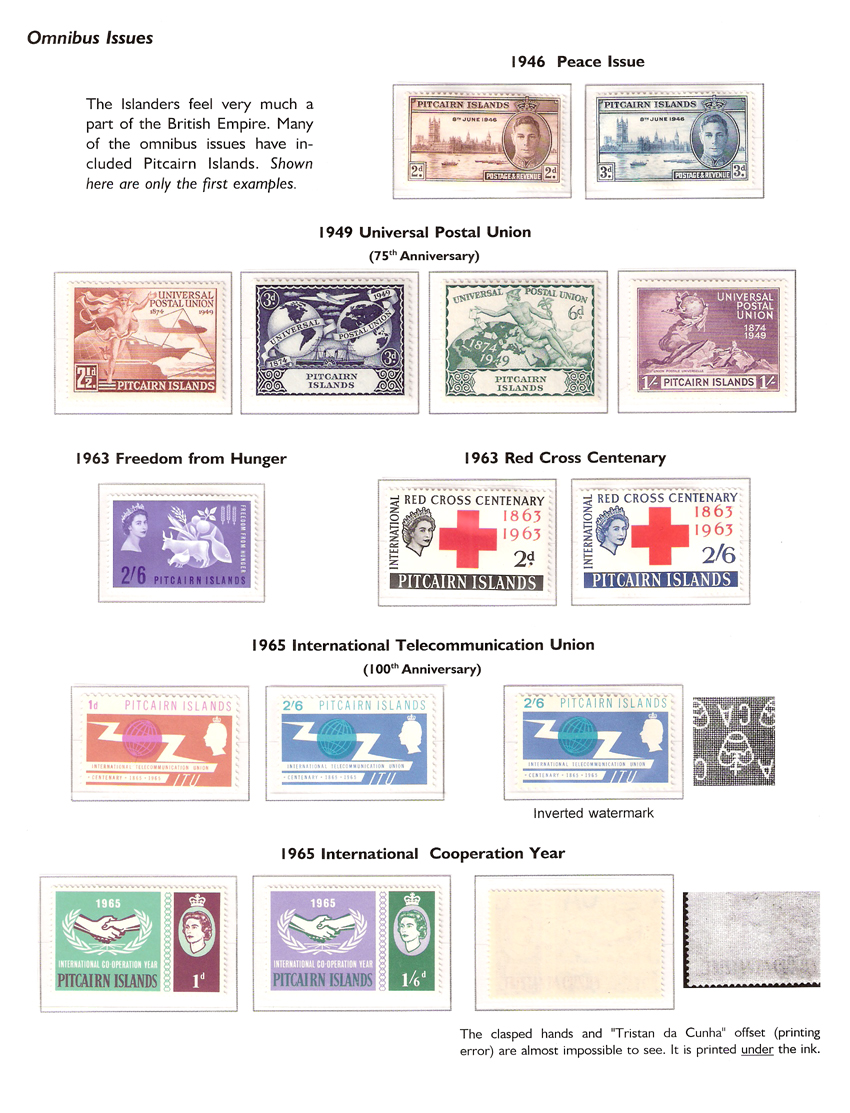 Omnibus Issues
1946 Peace Issue
The Islanders feel very much a
part of the British Empire. Many
of the omnibus issues have in-
cluded Pitcairn Islands. Shown
here are only the first examples.
PITCAIRN ISLANDS
8TH JUNE 1946
2d. POSTAGE & REVENUE 2d.
PITCAIRN ISLANDS
8TH JUNE 1946
3d. POSTAGE & REVENUE 3d.
1949 Universal Postal Union
(75th Anniversary)
UNIVERSAL
POSTAL UNION
1874 1949
2½D. PITCAIRN ISLANDS
3d 1949
UNIVERSAL POSTAL UNION
1874 3d
PITCAIRN
ISLANDS
UNIVERSAL POSTAL UNION
6d
1874
1949
PITCAIRN
ISLANDS
UNIVERSAL
POSTAL
UNION
1874
1949
1/- PITCAIRN ISLANDS 1/-
1963 Freedom from Hunger
FREEDOM FROM HUNGER
2/6 PITCAIRN ISLANDS
1963 Red Cross Centenary
INTERNATIONAL
RED CROSS CENTENARY
1863
1963
2d.
PITCAIRN ISLANDS
INTERNATIONAL
RED CROSS CENTENARY
1863
1963
2/6
PITCAIRN ISLANDS
1965 International Telecommunication Union
(100th Anniversary)
1d PITCAIRN ISLANDS
INTERNATIONAL TELECOMMUNICATION UNION
• CENTENARY • 1865 • 1965 ITU
2/6 PITCAIRN ISLANDS
INTERNATIONAL TELECOMMUNICATION UNION
• CENTENARY • 1865 • 1965 ITU
2/6 PITCAIRN ISLANDS
INTERNATIONAL TELECOMMUNICATION UNION
• CENTENARY • 1865 • 1965 ITU
Inverted watermark
1965 International Cooperation Year
1965
INTERNATIONAL CO-OPERATION YEAR
PITCAIRN ISLANDS 1d
1965
INTERNATIONAL CO-OPERATION YEAR
PITCAIRN ISLANDS 1/6d
The clasped hands and "Tristan da Cunha" offset (printing
error) are almost impossible to see. It is printed under the ink.